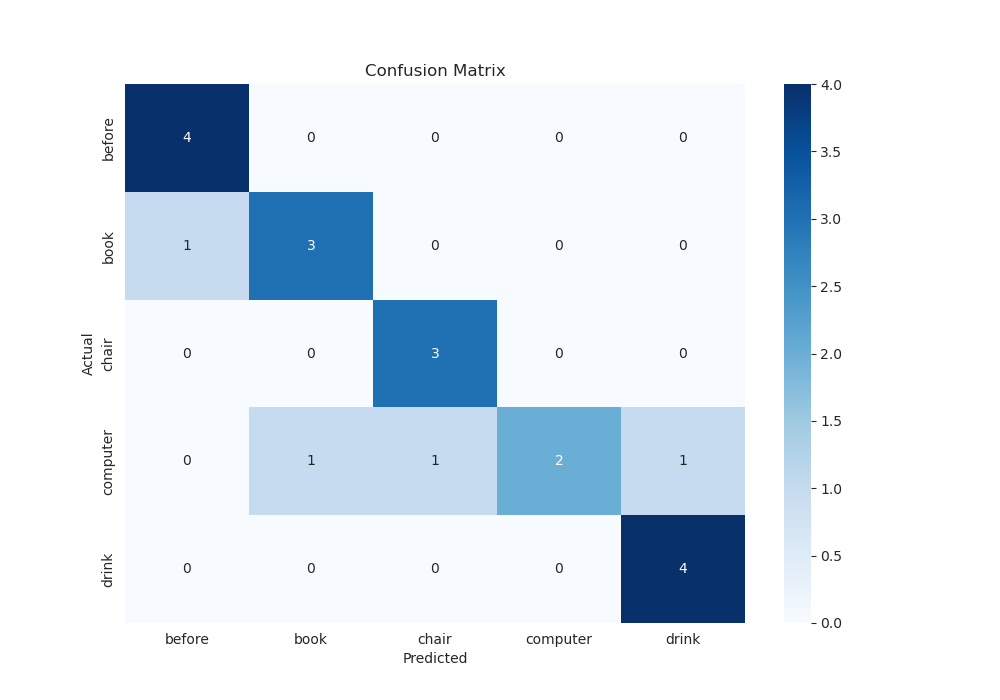 Confusion Matrix
before 4 0 0 0 0
book 1 3 0 0 0
Actual
chair 0 0 3 0 0
computer 0 1 1 2 1
drink 0 0 0 0 4
before book chair computer drink
Predicted
4.0
3.5
3.0
2.5
2.0
1.5
1.0
0.5
0.0